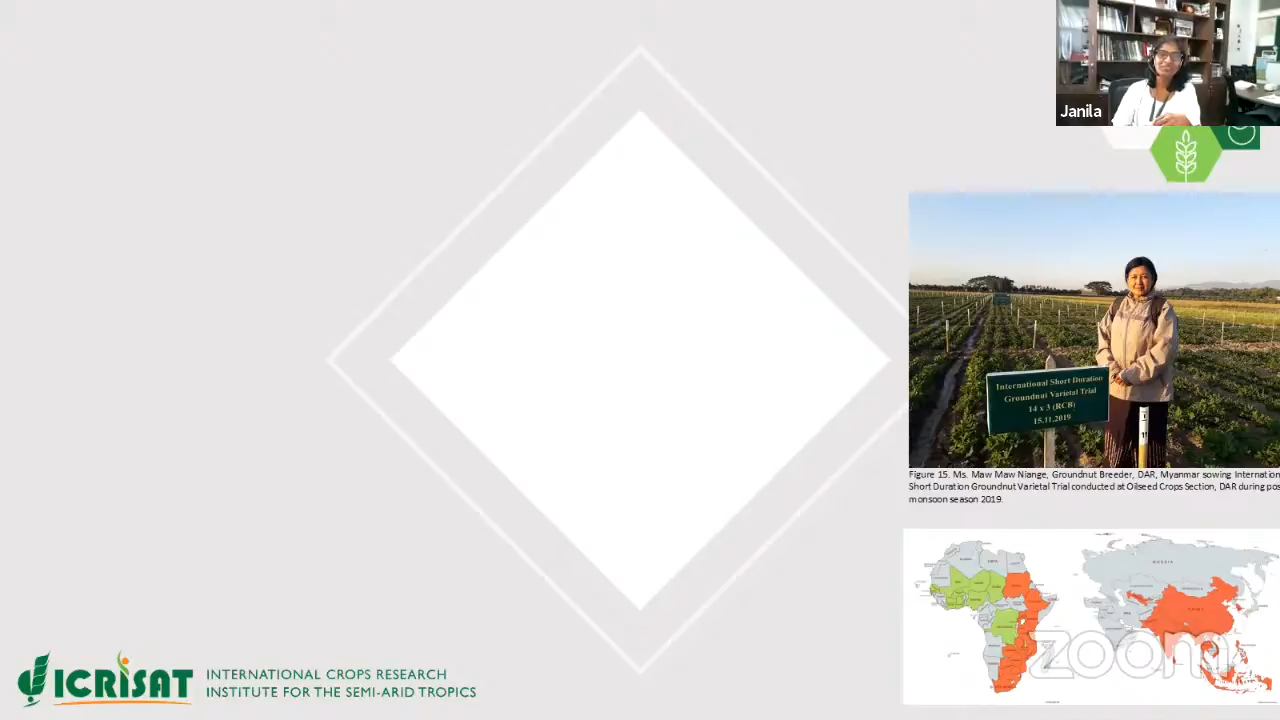 Janila
International Short Duration
Groundnut Varietal Trial
14 x 3 (RCB)
15.11.2019
Figure 15. Ms. Maw Maw Niange, Groundnut Breeder, DAR, Myanmar sowing Internation
Short Duration Groundnut Varietal Trial conducted at Oilseed Crops Section, DAR during pos
monsoon season 2019.
RUSSIA
zoom
ICRISAT
INTERNATIONAL CROPS RESEARCH
INSTITUTE FOR THE SEMI-ARID TROPICS